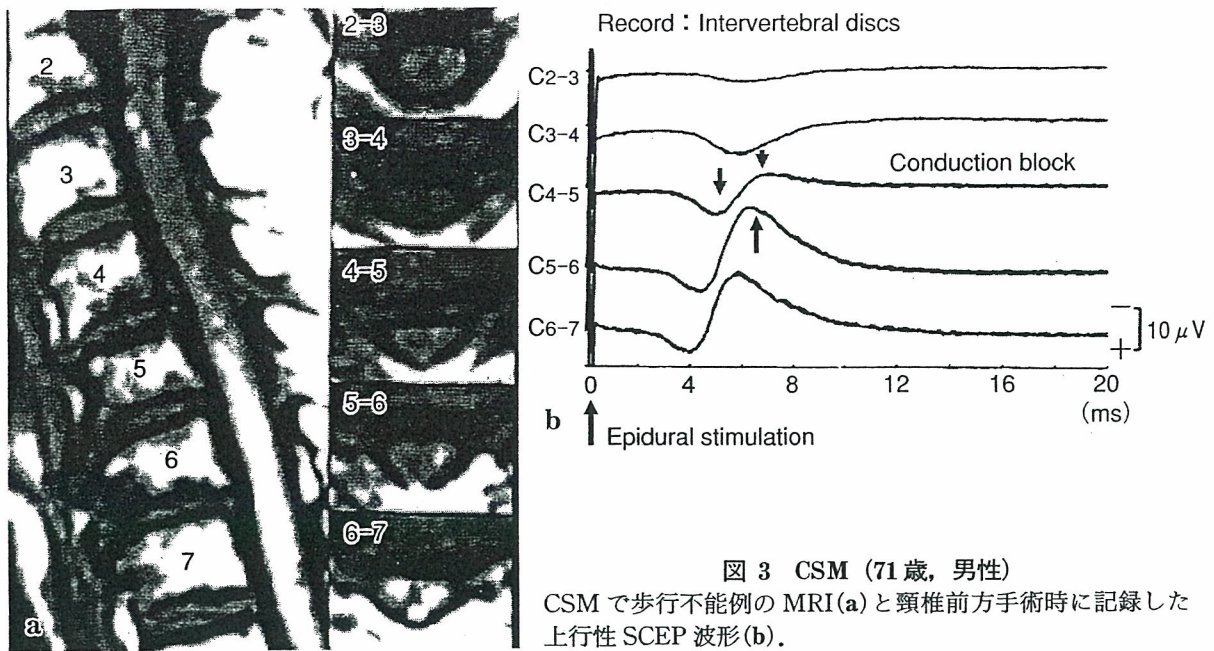 2
3
4
5
6
7
a
2-3
3-4
4-5
5-6
6-7
Record : Intervertebral discs
C2-3
C3-4
C4-5
C5-6
C6-7
Conduction block
−
+
10 μV
0 4 8 12 16 20
(ms)
b
Epidural stimulation
図 3 CSM (71歳, 男性)
CSM で歩行不能例の MRI(a)と頸椎前方手術時に記録した
上行性 SCEP 波形(b).